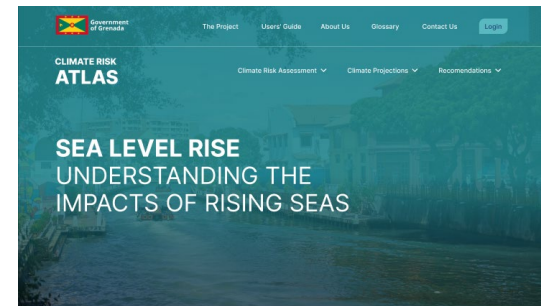 Government
of Grenada
The Project Users' Guide About Us Glossary Contact Us Login
CLIMATE RISK
ATLAS
Climate Risk Assessment Climate Projections Recomendations
SEA LEVEL RISE
UNDERSTANDING THE
IMPACTS OF RISING SEAS